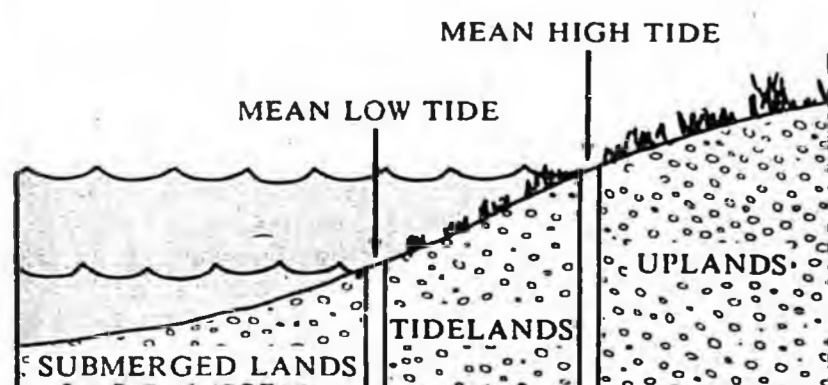 MEAN HIGH TIDE
MEAN LOW TIDE
UPLANDS
TIDELANDS
SUBMERGED LANDS